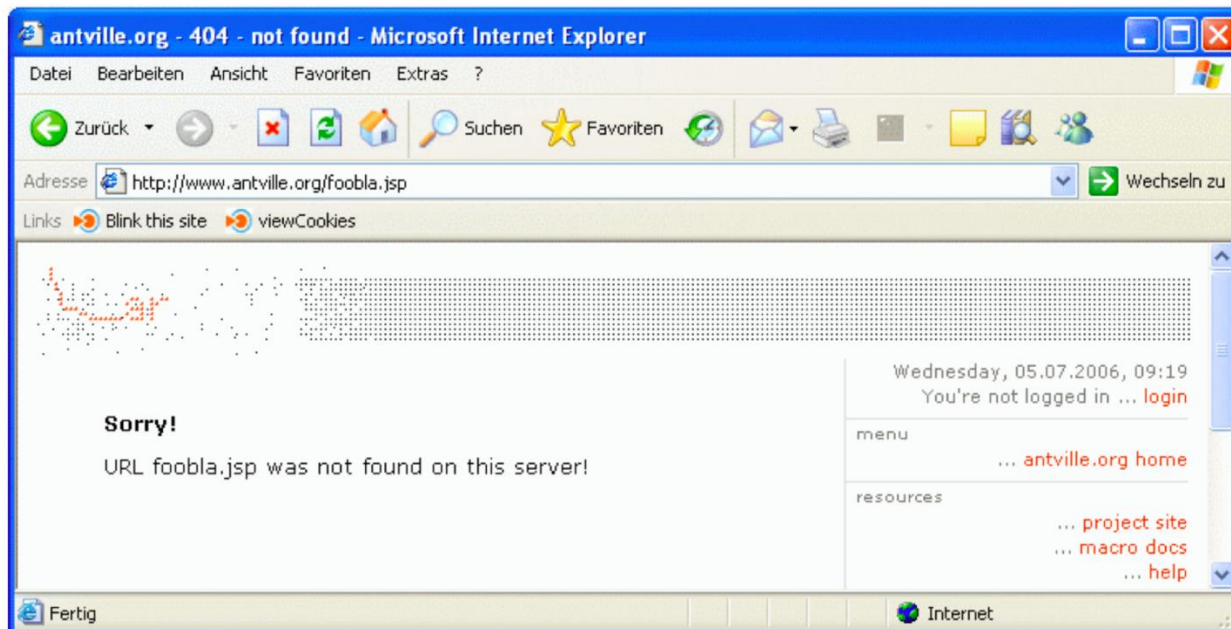 antville.org - 404 - not found - Microsoft Internet Explorer
Datei Bearbeiten Ansicht Favoriten Extras ?
Zurück Suchen Favoriten
Adresse http://www.antville.org/foobla.jsp Wechseln zu
Links Blink this site viewCookies
Wednesday, 05.07.2006, 09:19
You're not logged in ... login
Sorry!
URL foobla.jsp was not found on this server!
menu
... antville.org home
resources
... project site
... macro docs
... help
Fertig Internet